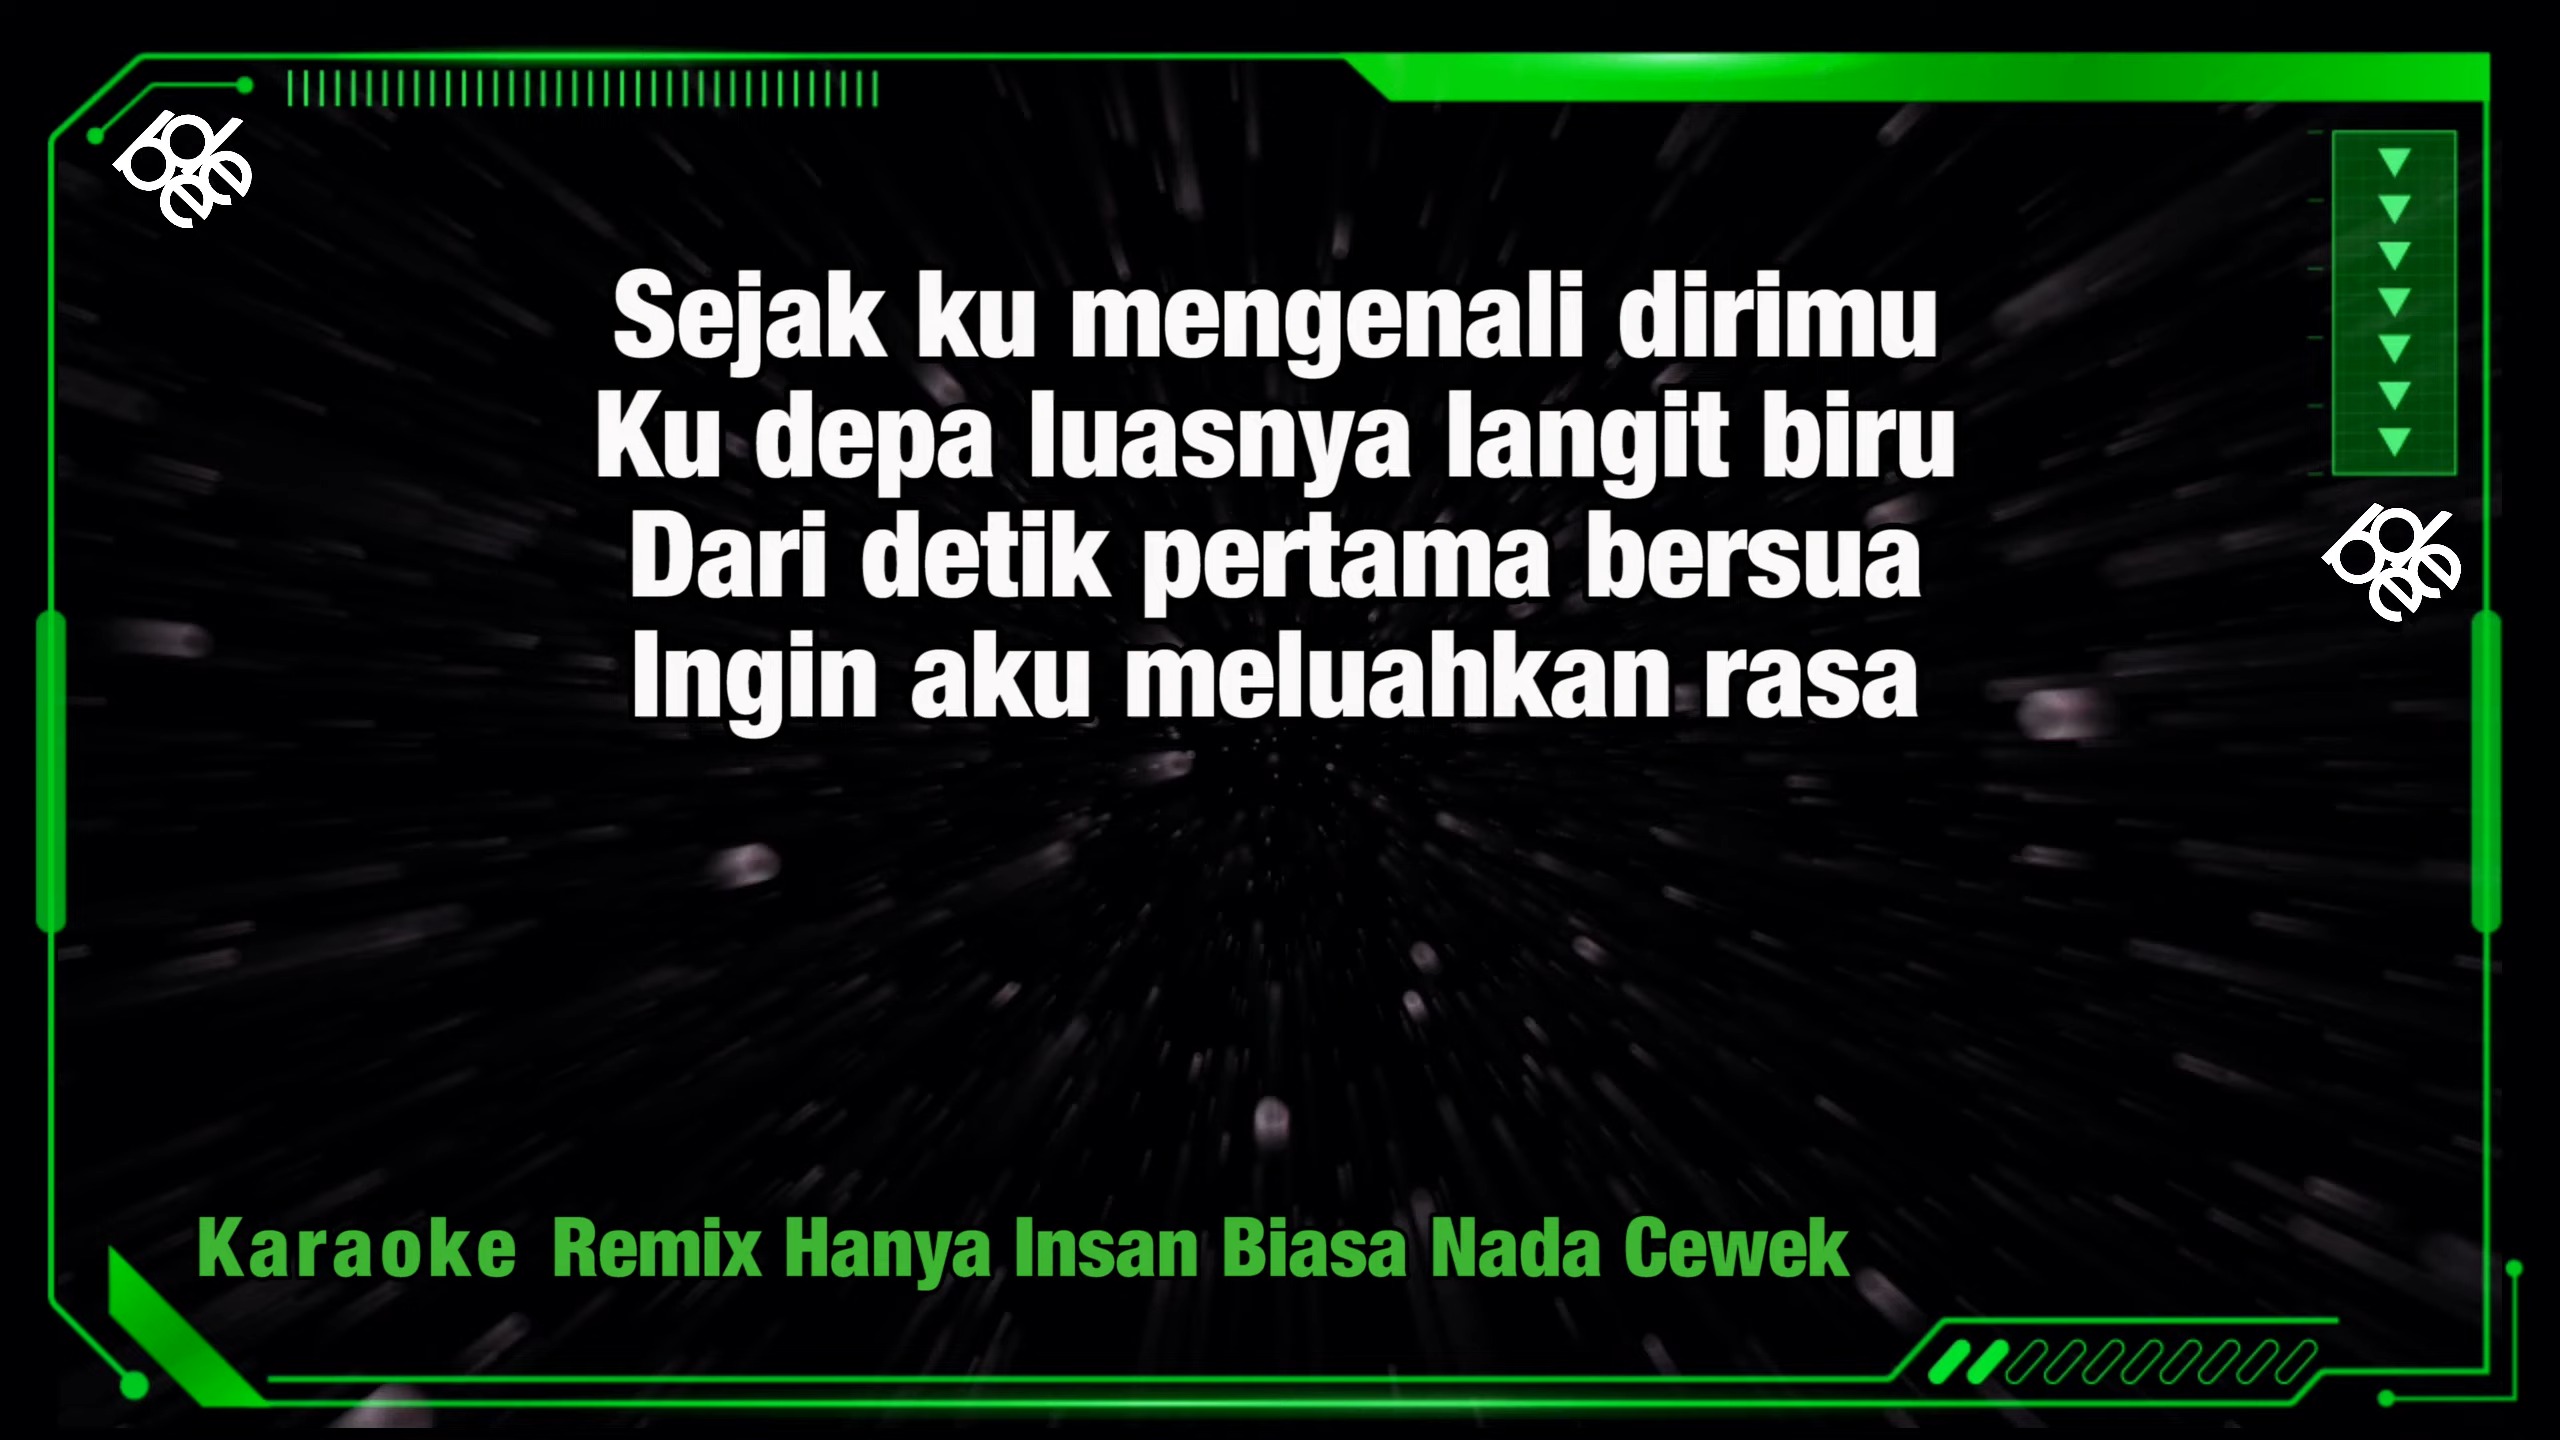 Sejak ku mengenali dirimu
Ku depa luasnya langit biru
Dari detik pertama bersua
Ingin aku meluahkan rasa
Karaoke Remix Hanya Insan Biasa Nada Cewek